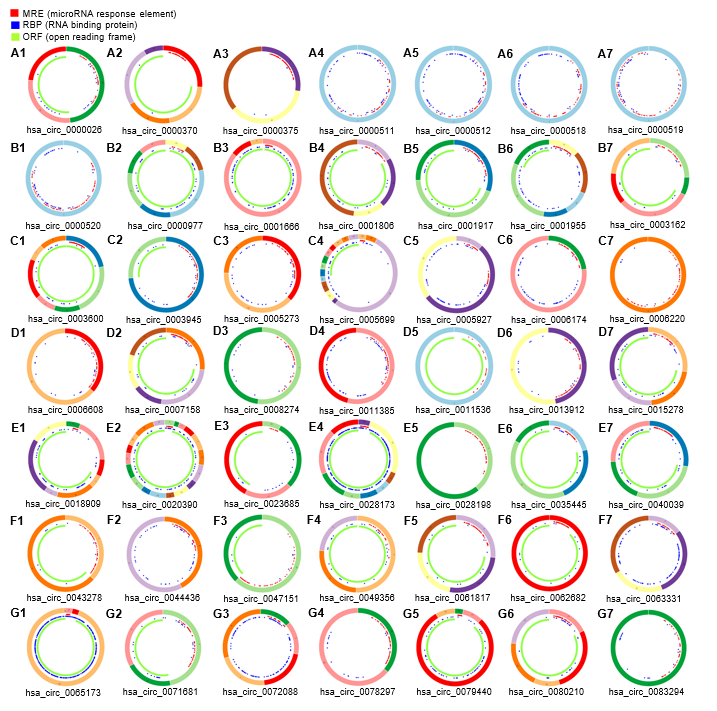 MRE (microRNA response element)
RBP (RNA binding protein)
ORF (open reading frame)
A1 A2 A3 A4 A5 A6 A7
hsa_circ_0000026 hsa_circ_0000370 hsa_circ_0000375 hsa_circ_0000511 hsa_circ_0000512 hsa_circ_0000518 hsa_circ_0000519
B1 B2 B3 B4 B5 B6 B7
hsa_circ_0000520 hsa_circ_0000977 hsa_circ_0001666 hsa_circ_0001806 hsa_circ_0001917 hsa_circ_0001955 hsa_circ_0003162
C1 C2 C3 C4 C5 C6 C7
hsa_circ_0003600 hsa_circ_0003945 hsa_circ_0005273 hsa_circ_0005699 hsa_circ_0005927 hsa_circ_0006174 hsa_circ_0006220
D1 D2 D3 D4 D5 D6 D7
hsa_circ_0006608 hsa_circ_0007158 hsa_circ_0008274 hsa_circ_0011385 hsa_circ_0011536 hsa_circ_0013912 hsa_circ_0015278
E1 E2 E3 E4 E5 E6 E7
hsa_circ_0018909 hsa_circ_0020390 hsa_circ_0023685 hsa_circ_0028173 hsa_circ_0028198 hsa_circ_0035445 hsa_circ_0040039
F1 F2 F3 F4 F5 F6 F7
hsa_circ_0043278 hsa_circ_0044436 hsa_circ_0047151 hsa_circ_0049356 hsa_circ_0061817 hsa_circ_0062682 hsa_circ_0063331
G1 G2 G3 G4 G5 G6 G7
hsa_circ_0065173 hsa_circ_0071681 hsa_circ_0072088 hsa_circ_0078297 hsa_circ_0079440 hsa_circ_0080210 hsa_circ_0083294